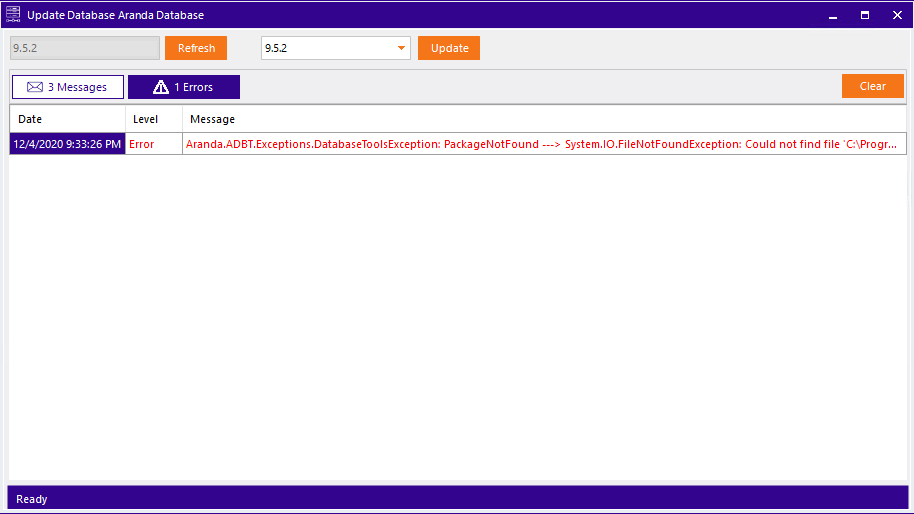 Update Database Aranda Database
9.5.2 Refresh 9.5.2 Update
3 Messages 1 Errors Clear
Date Level Message
12/4/2020 9:33:26 PM Error Aranda.ADBT.Exceptions.DatabaseToolsException: PackageNotFound ---> System.IO.FileNotFoundException: Could not find file 'C:\Progr...
Ready